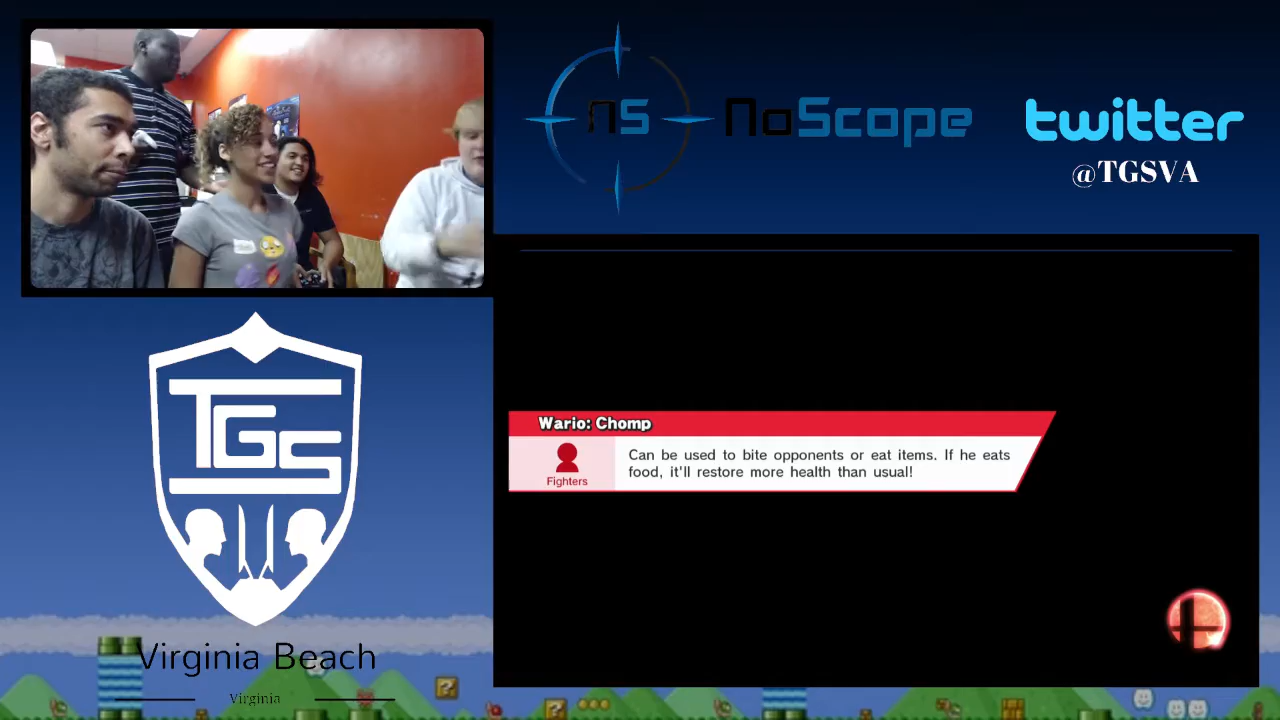 nS NoScope
twitter
@TGSVA
TGS
Virginia Beach
Virginia
Wario: Chomp
Fighters
Can be used to bite opponents or eat items. If he eats
food, it'll restore more health than usual!